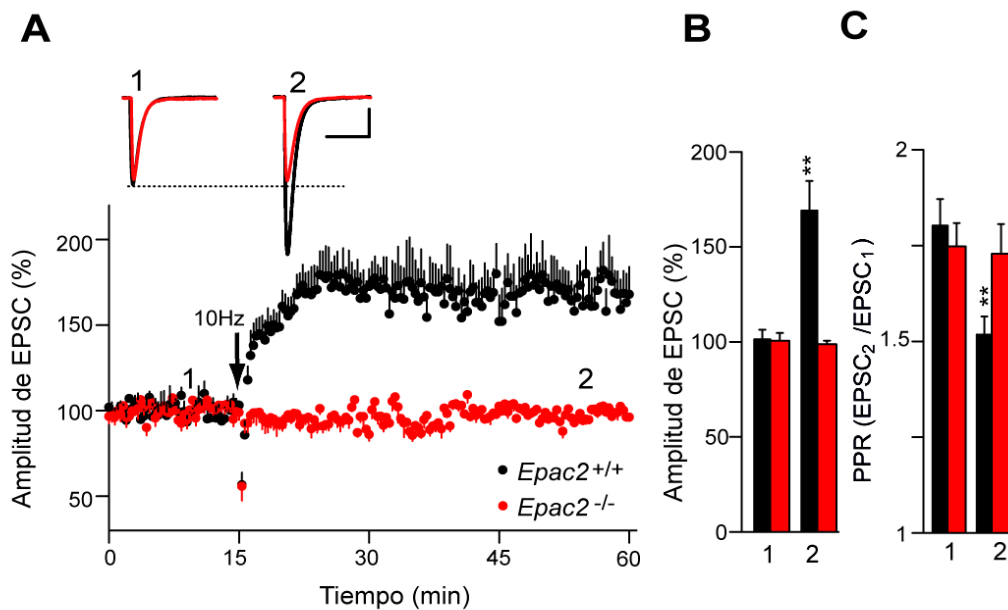 A
1
2
200
150
100
50
Amplitud de EPSC (%)
10Hz
1
2
Epac2+/+
Epac2-/-
0
15
30
45
60
Tiempo (min)
B
200
150
100
50
0
Amplitud de EPSC (%)
**
1
2
C
2
1.5
1
PPR (EPSC2 /EPSC1)
**
1
2